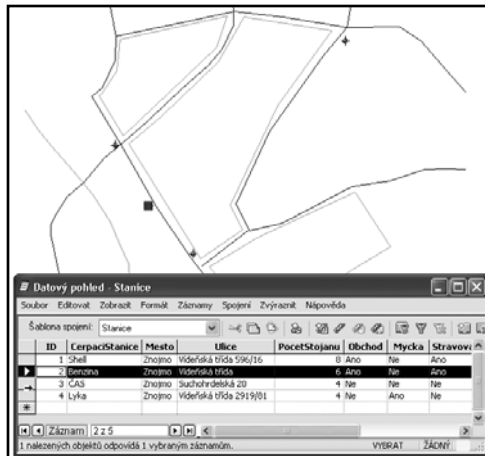 Datový pohled - Stanice
Soubor Editovat Zobrazit Formát Záznamy Spojení Zvýraznit Nápověda
Šablona spojení: Stanice
ID CerpaciStanice Mesto Ulice PocetStojanu Obchod Mycka Stravova
1 Shell Znojmo Vídeňská třída 596/16 8 Ano Ne Ano
2 Benzina Znojmo Vídeňská třída 6 Ano Ne Ano
3 ČAS Znojmo Suchohrdelská 20 4 Ne Ne Ne
4 Lyka Znojmo Vídeňská třída 2919/81 4 Ne Ano Ne
Záznam 2 z 5
1 nalezených objektů odpovídá 1 vybraným záznamům. VYBRAT ŽÁDNÝ